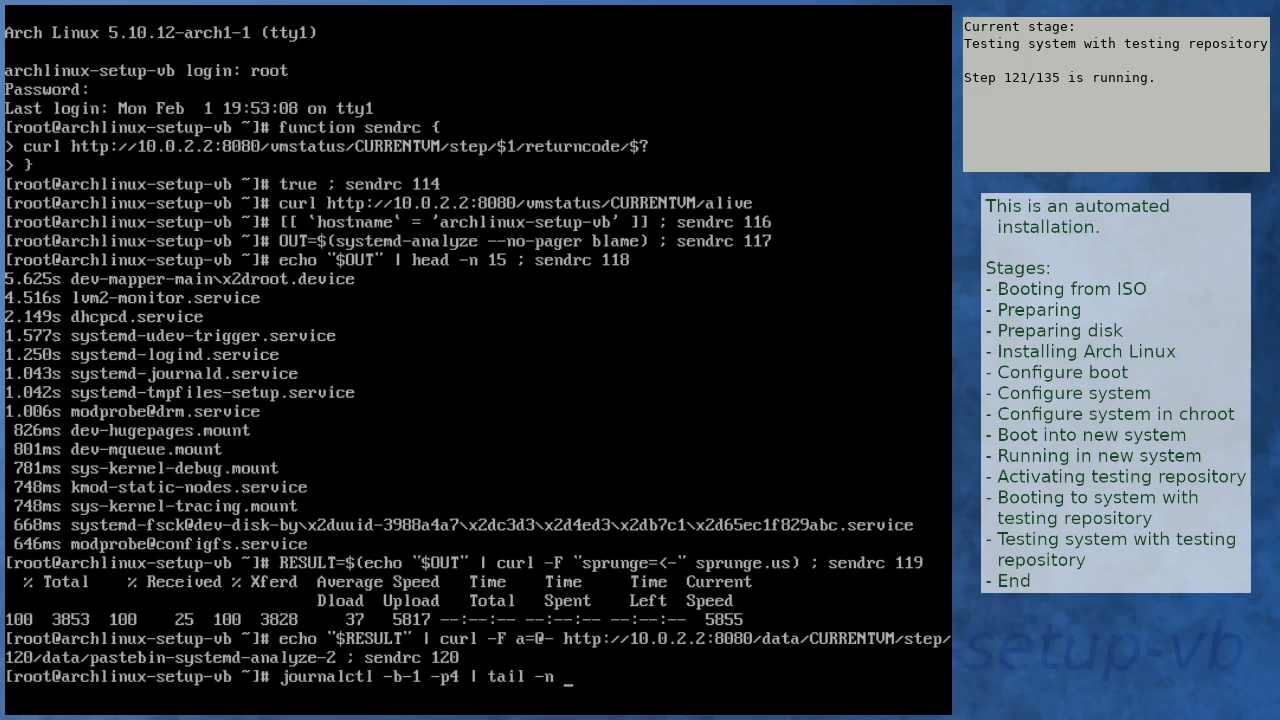 Arch Linux 5.10.12-arch1-1 (tty1)
archlinux-setup-vb login: root
Password:
Last login: Mon Feb  1 19:53:08 on tty1
[root@archlinux-setup-vb ~]# function sendrc {
> curl http://10.0.2.2:8080/vmstatus/CURRENTVM/step/$1/returncode/$?
> }
[root@archlinux-setup-vb ~]# true ; sendrc 114
[root@archlinux-setup-vb ~]# curl http://10.0.2.2:8080/vmstatus/CURRENTVM/alive
[root@archlinux-setup-vb ~]# [[ `hostname` = 'archlinux-setup-vb' ]] ; sendrc 116
[root@archlinux-setup-vb ~]# OUT=$(systemd-analyze --no-pager blame) ; sendrc 117
[root@archlinux-setup-vb ~]# echo "$OUT" | head -n 15 ; sendrc 118
5.625s dev-mapper-main\x2droot.device
4.516s lvm2-monitor.service
2.149s dhcpcd.service
1.577s systemd-udev-trigger.service
1.250s systemd-logind.service
1.043s systemd-journald.service
1.042s systemd-tmpfiles-setup.service
1.006s modprobe@drm.service
 826ms dev-hugepages.mount
 801ms dev-mqueue.mount
 781ms sys-kernel-debug.mount
 748ms kmod-static-nodes.service
 748ms sys-kernel-tracing.mount
 668ms systemd-fsck@dev-disk-by\x2duuid-3988a4a7\x2dc3d3\x2d4ed3\x2db7c1\x2d65ec1f829abc.service
 646ms modprobe@configfs.service
[root@archlinux-setup-vb ~]# RESULT=$(echo "$OUT" | curl -F "sprunge=<-" sprunge.us) ; sendrc 119
  % Total    % Received % Xferd  Average Speed   Time    Time     Time  Current
                                 Dload  Upload   Total   Spent    Left  Speed
100  3853  100    25  100  3828     37   5817 --:--:-- --:--:-- --:--:--  5855
[root@archlinux-setup-vb ~]# echo "$RESULT" | curl -F a=@- http://10.0.2.2:8080/data/CURRENTVM/step/
120/data/pastebin-systemd-analyze-2 ; sendrc 120
[root@archlinux-setup-vb ~]# journalctl -b-1 -p4 | tail -n _
Current stage:
Testing system with testing repository
Step 121/135 is running.
This is an automated
installation.
Stages:
- Booting from ISO
- Preparing
- Preparing disk
- Installing Arch Linux
- Configure boot
- Configure system
- Configure system in chroot
- Boot into new system
- Running in new system
- Activating testing repository
- Booting to system with
testing repository
- Testing system with testing
repository
- End
setup-vb